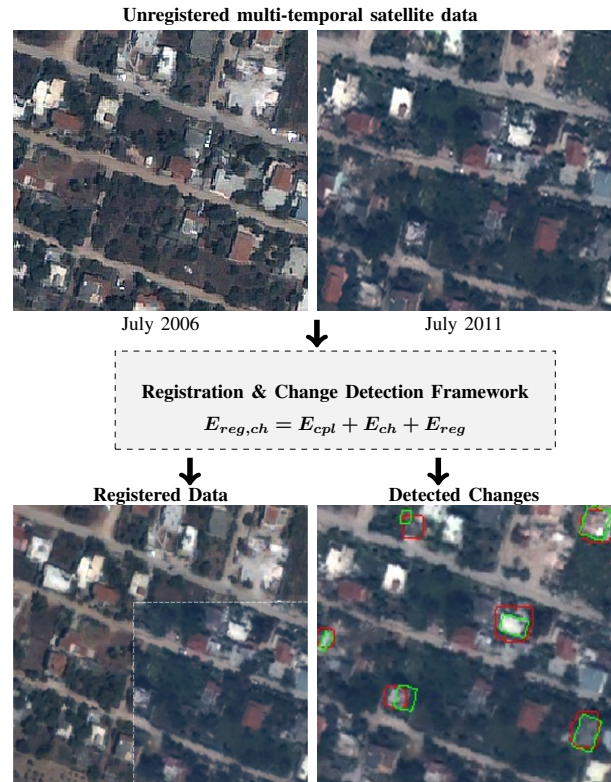 Unregistered multi-temporal satellite data
July 2006
July 2011
Registration & Change Detection Framework
E_{reg,ch} = E_{cpl} + E_{ch} + E_{reg}
Registered Data
Detected Changes